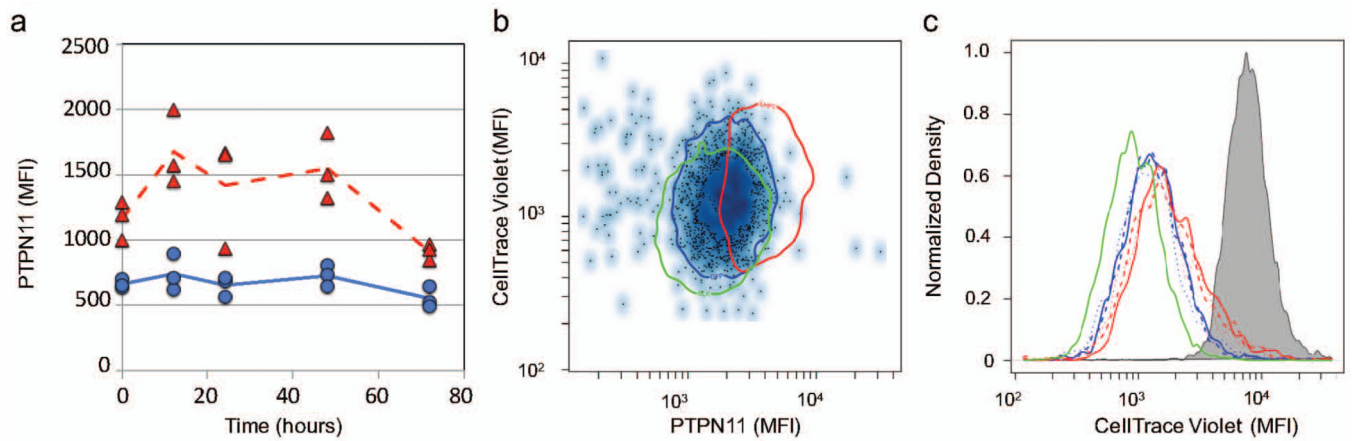 a
2500
2000
1500
1000
500
0
0 20 40 60 80
PTPN11 (MFI)
Time (hours)
b
10⁴
10³
10²
10³ 10⁴
CellTrace Violet (MFI)
PTPN11 (MFI)
c
1.0
0.8
0.6
0.4
0.2
0
10² 10³ 10⁴
Normalized Density
CellTrace Violet (MFI)